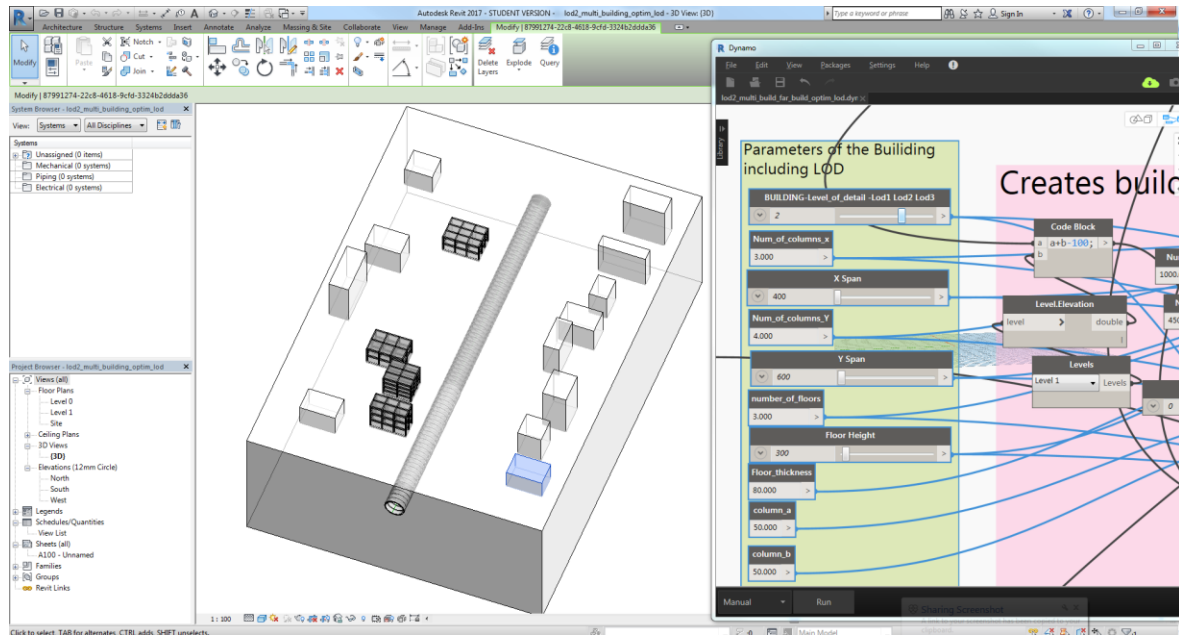 Autodesk Revit 2017 - STUDENT VERSION - lod2_multi_building_optim_lod - 3D View: {3D}
Type a keyword or phrase
Sign In
Architecture Structure Systems Insert Annotate Analyze Massing & Site Collaborate View Manage Add-Ins Modify | 87991274-22c8-4618-9cfd-3324b2ddda36
Modify
Paste
Notch
Cut
Join
Delete Layers
Explode
Query
Modify | 87991274-22c8-4618-9cfd-3324b2ddda36
System Browser - lod2_multi_building_optim_lod
View: Systems All Disciplines
Systems
Unassigned (0 items)
Mechanical (0 systems)
Piping (0 systems)
Electrical (0 systems)
Project Browser - lod2_multi_building_optim_lod
Views (all)
Floor Plans
Level 0
Level 1
Site
Ceiling Plans
3D Views
{3D}
Elevations (12mm Circle)
North
South
West
Legends
Schedules/Quantities
View List
Sheets (all)
A100 - Unnamed
Families
Groups
Revit Links
1 : 100
Click to select, TAB for alternates, CTRL adds, SHIFT unselects.
Main Model
Dynamo
File Edit View Packages Settings Help
lod2_multi_build_far_build_optim_lod.dyn
Library
Parameters of the Builiding
including LOD
BUILDING-Level_of_detail -Lod1 Lod2 Lod3
2
Num_of_columns_x
3.000
X Span
400
Num_of_columns_Y
4.000
Y Span
600
number_of_floors
3.000
Floor Height
300
Floor_thickness
80.000
column_a
50.000
column_b
50.000
Creates build
Code Block
a a+b-100;
b
Level.Elevation
level double
Levels
Level 1 Levels
0
Manual
Run
Sharing Screenshot